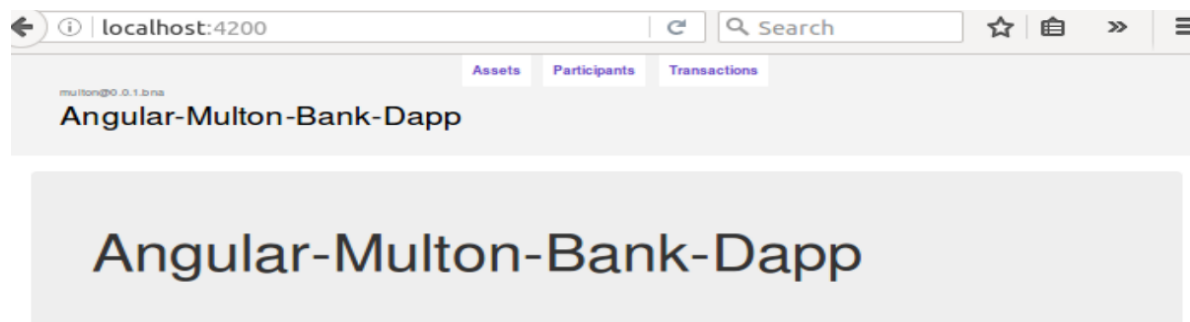 localhost:4200 Search
Assets Participants Transactions
multon@0.0.1.bna
Angular-Multon-Bank-Dapp
Angular-Multon-Bank-Dapp